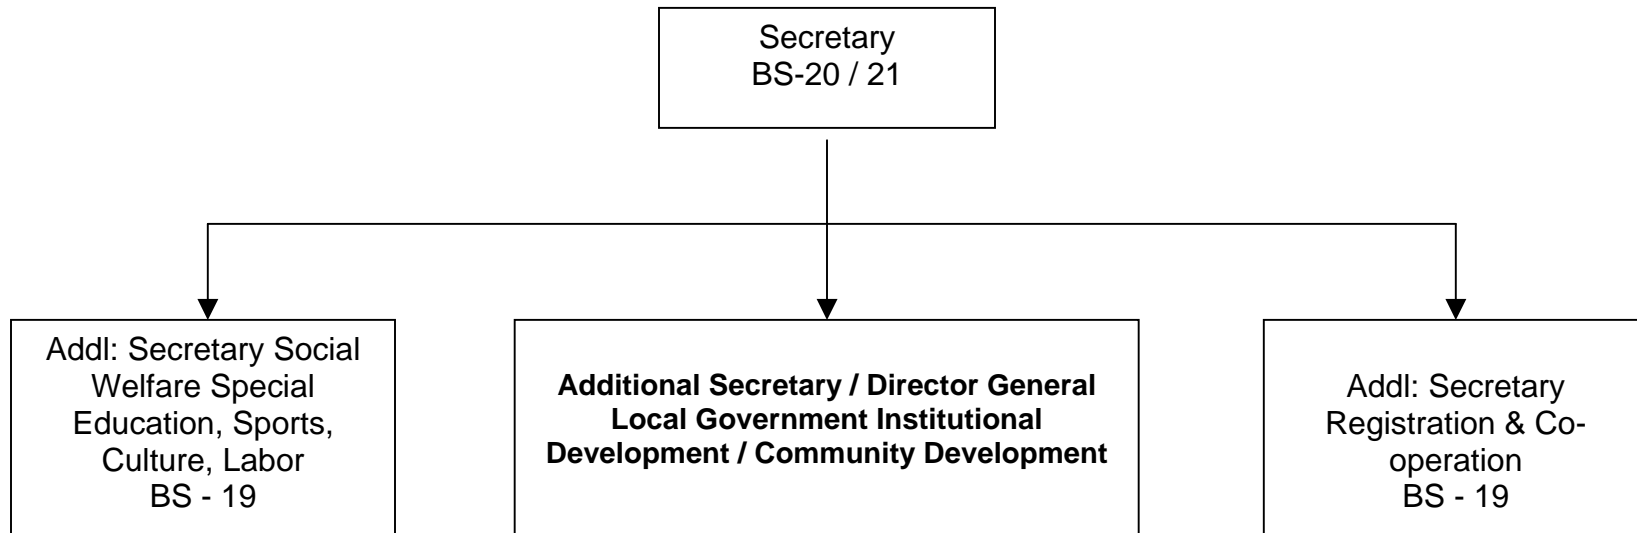 Secretary
BS-20 / 21
Addl: Secretary Social
Welfare Special
Education, Sports,
Culture, Labor
BS - 19
Additional Secretary / Director General
Local Government Institutional
Development / Community Development
Addl: Secretary
Registration & Co-
operation
BS - 19